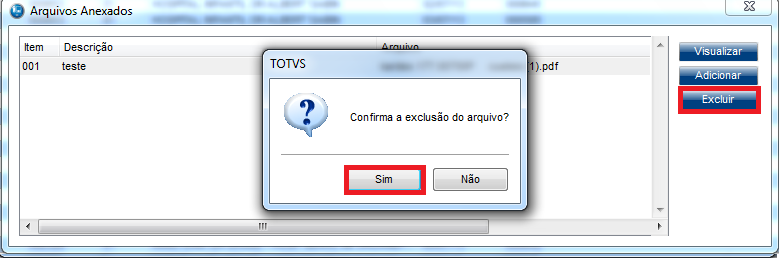 Arquivos Anexados
Item Descrição Arquivo
001 teste (1).pdf
TOTVS
Confirma a exclusão do arquivo?
Sim Não
Visualizar
Adicionar
Excluir